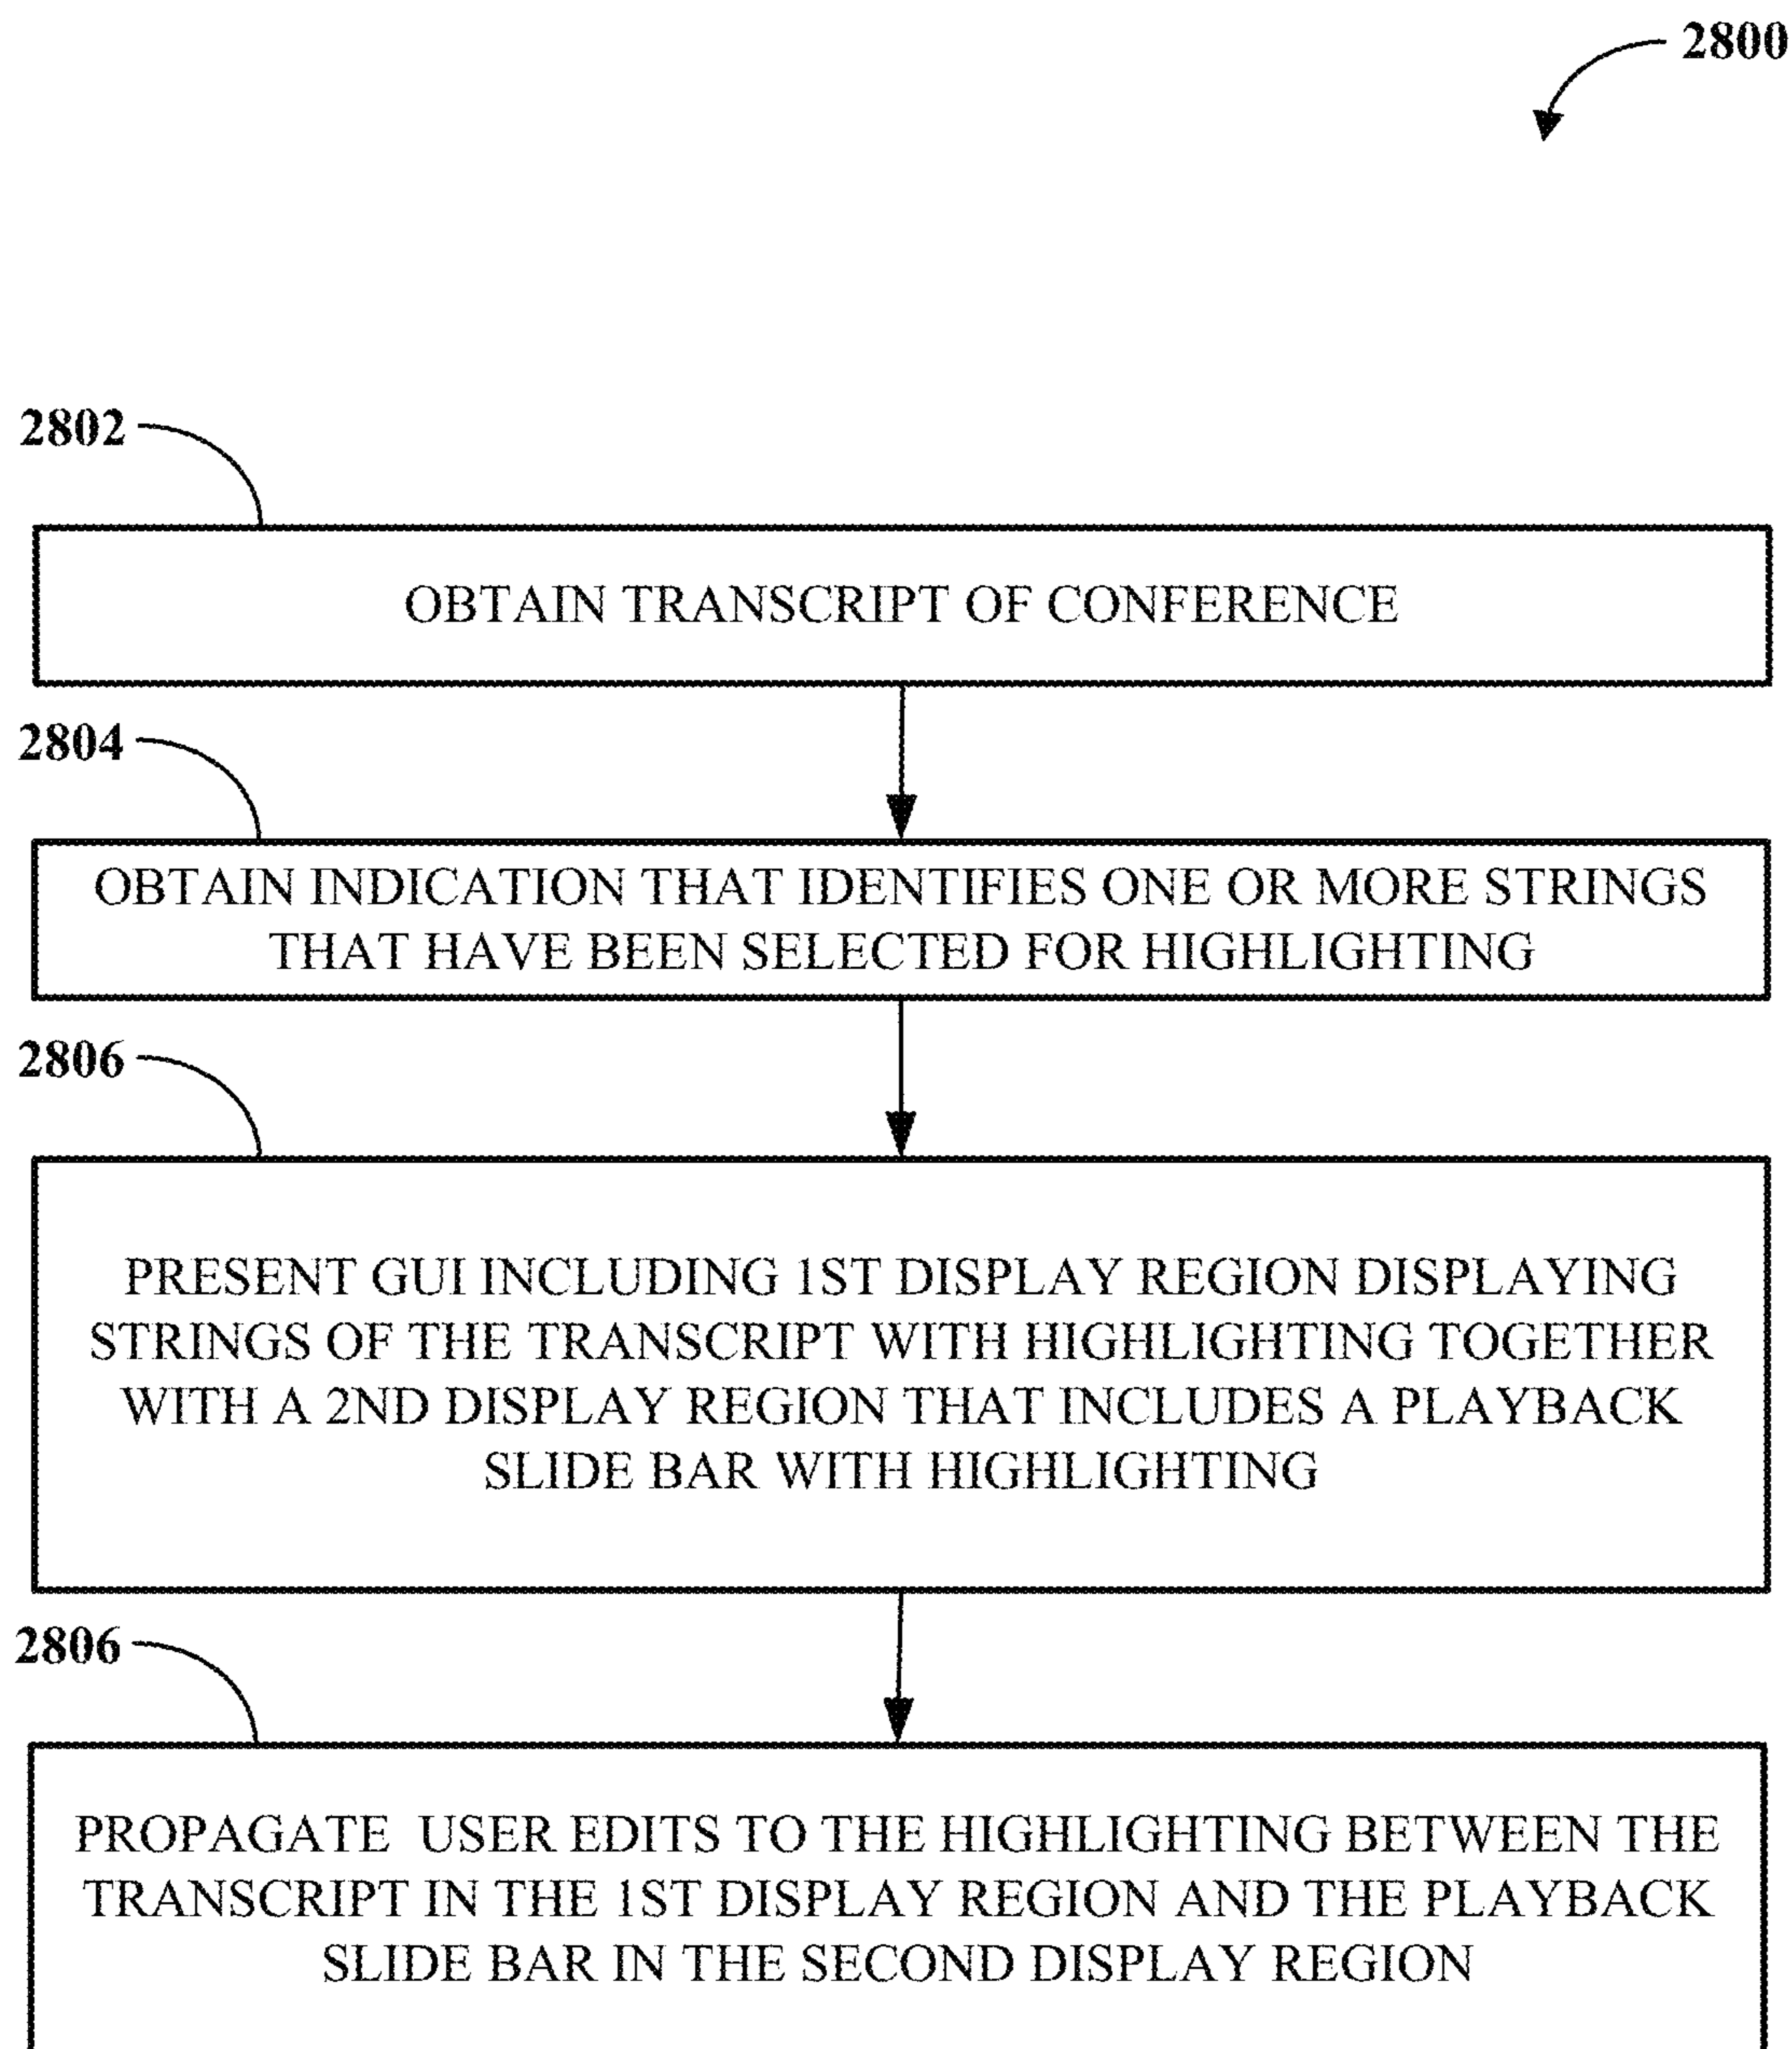 2800
2802
OBTAIN TRANSCRIPT OF CONFERENCE
2804
OBTAIN INDICATION THAT IDENTIFIES ONE OR MORE STRINGS
THAT HAVE BEEN SELECTED FOR HIGHLIGHTING
2806
PRESENT GUI INCLUDING 1ST DISPLAY REGION DISPLAYING
STRINGS OF THE TRANSCRIPT WITH HIGHLIGHTING TOGETHER
WITH A 2ND DISPLAY REGION THAT INCLUDES A PLAYBACK
SLIDE BAR WITH HIGHLIGHTING
2806
PROPAGATE USER EDITS TO THE HIGHLIGHTING BETWEEN THE
TRANSCRIPT IN THE 1ST DISPLAY REGION AND THE PLAYBACK
SLIDE BAR IN THE SECOND DISPLAY REGION